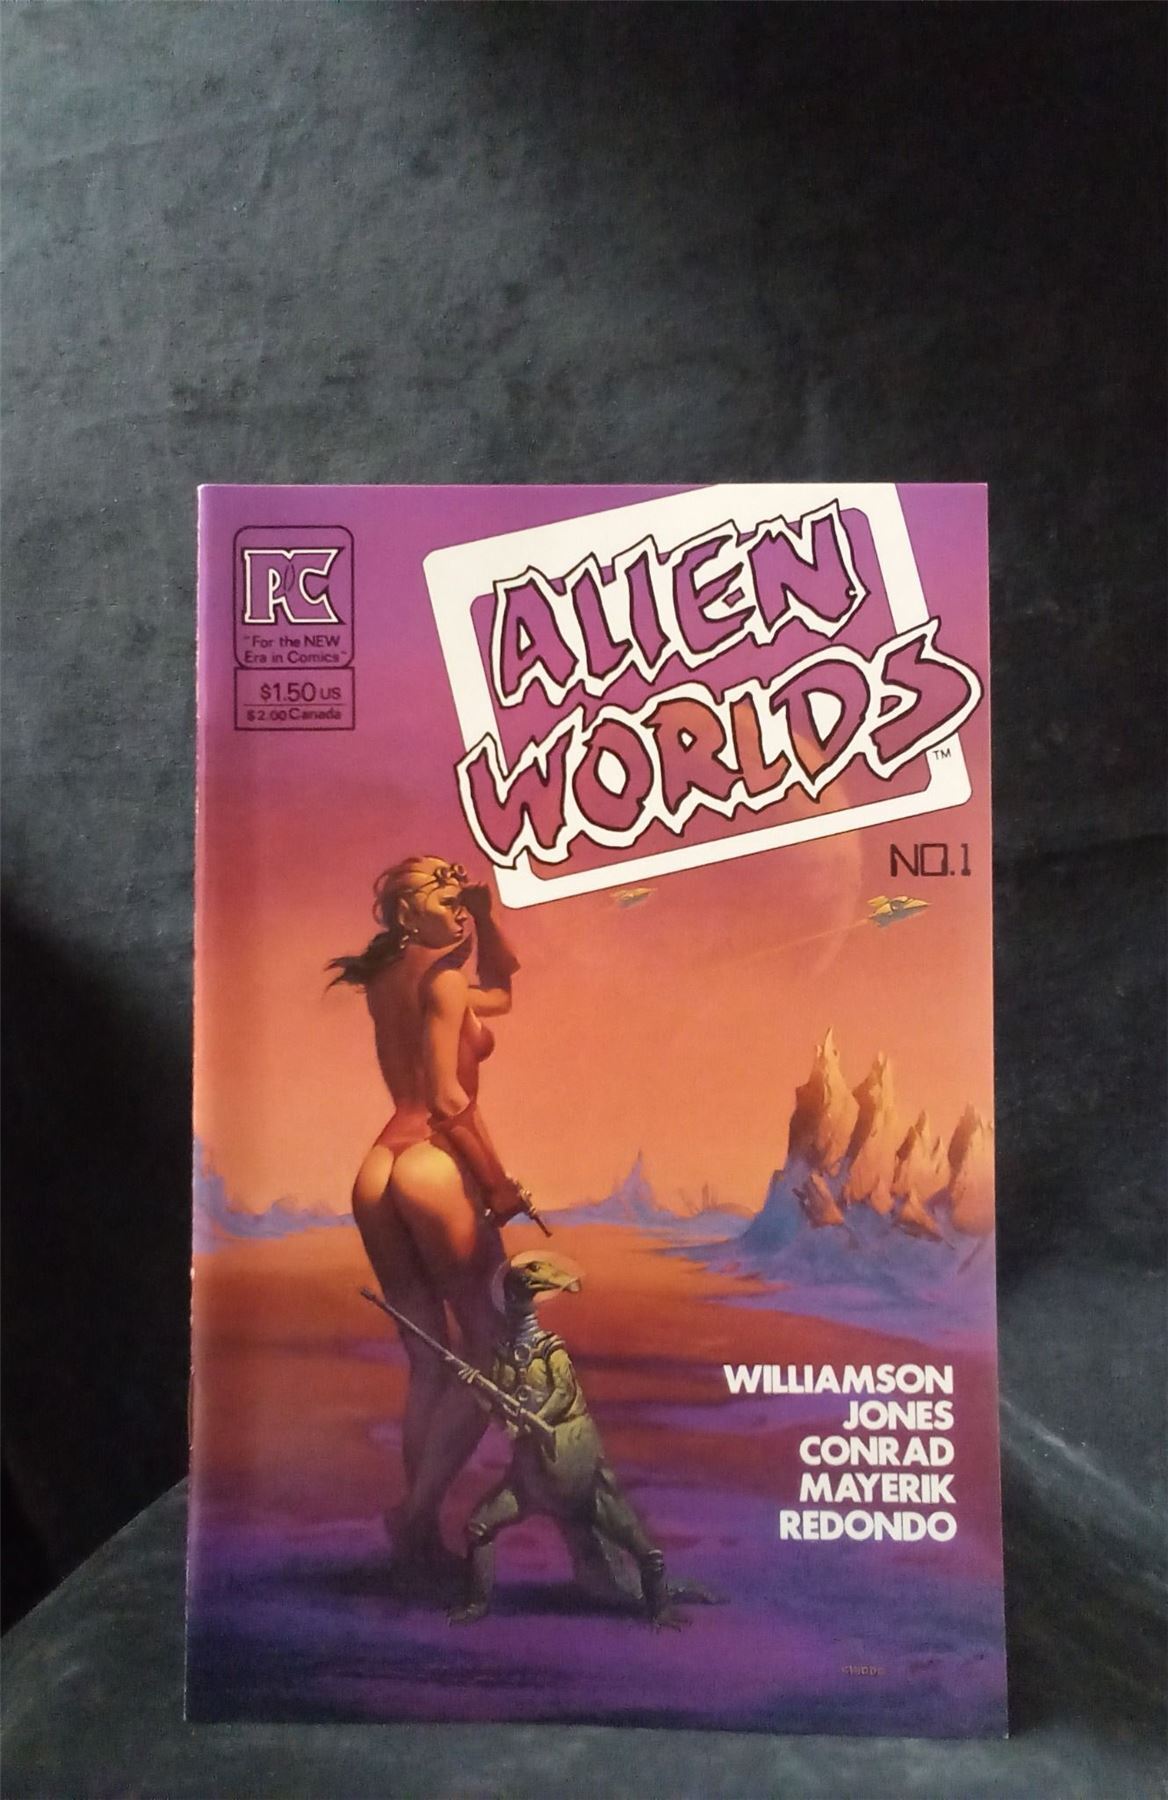 PC
"For the NEW
Era in Comics"
$1.50 US
$2.00 Canada
ALIEN
WORLDS
TM
NO.1
WILLIAMSON
JONES
CONRAD
MAYERIK
REDONDO